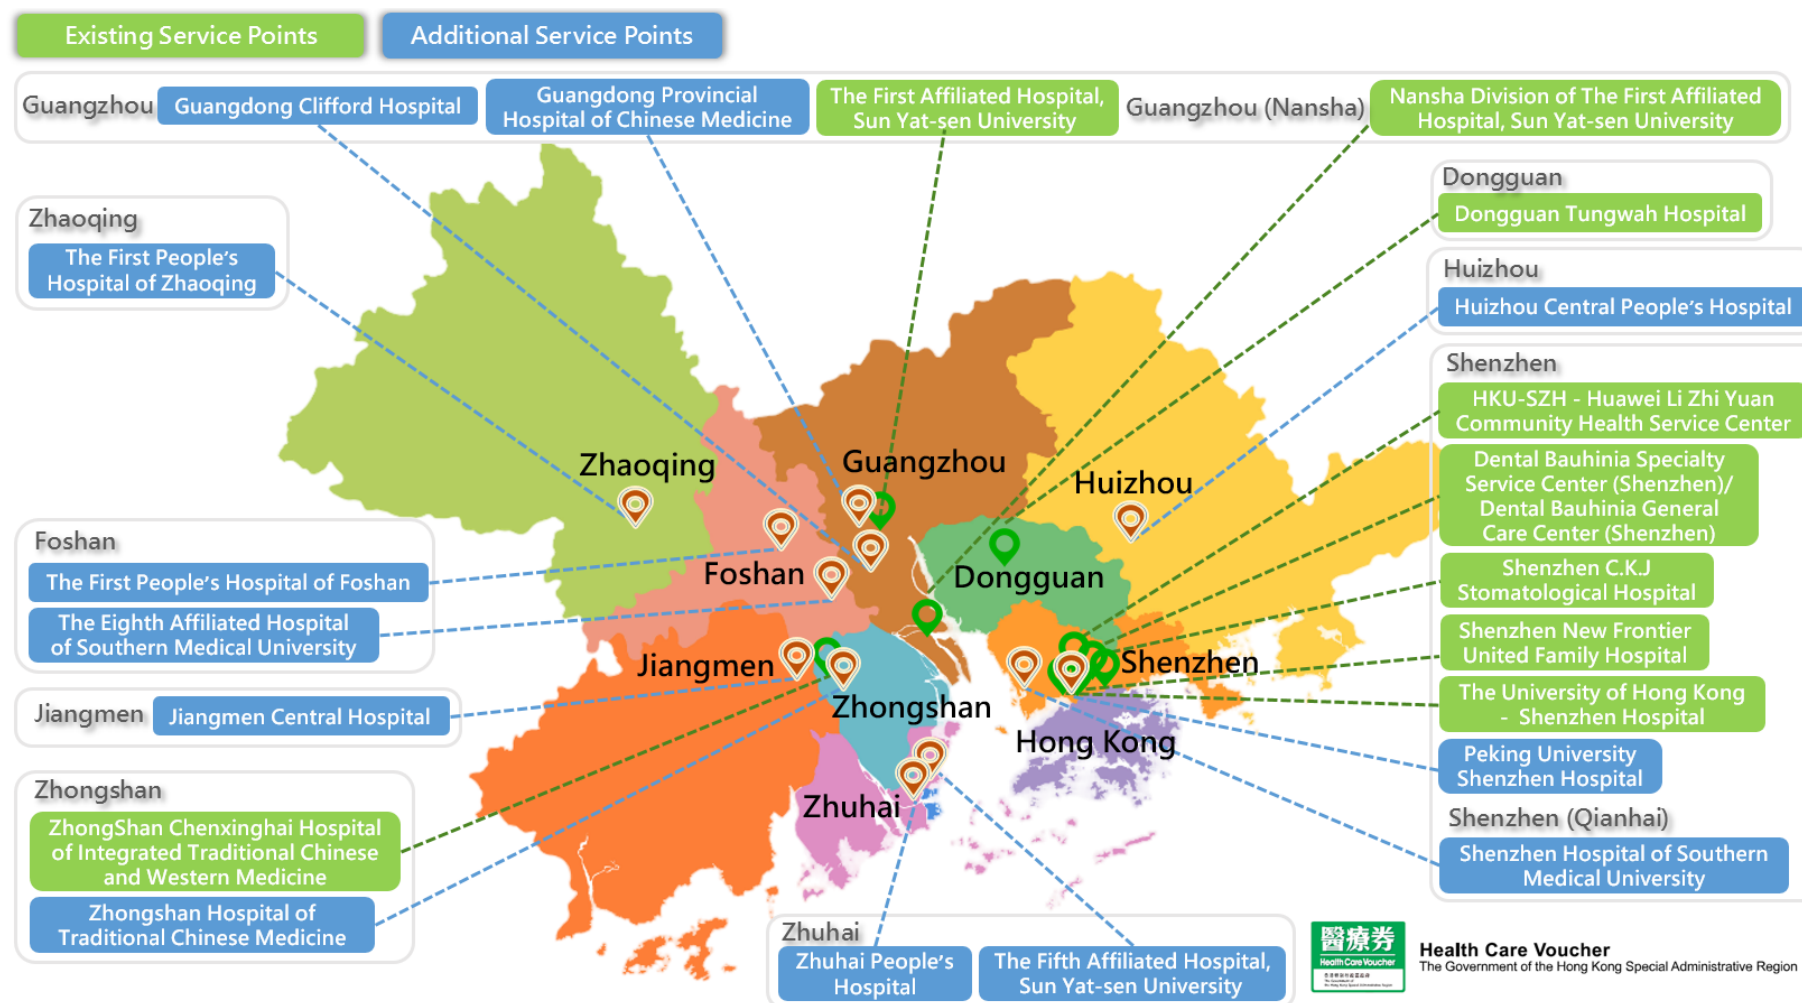 Existing Service Points
Additional Service Points
Guangzhou
Guangdong Clifford Hospital
Guangdong Provincial
Hospital of Chinese Medicine
The First Affiliated Hospital,
Sun Yat-sen University
Guangzhou (Nansha)
Nansha Division of The First Affiliated
Hospital, Sun Yat-sen University
Zhaoqing
The First People's
Hospital of Zhaoqing
Dongguan
Dongguan Tungwah Hospital
Huizhou
Huizhou Central People's Hospital
Shenzhen
HKU-SZH - Huawei Li Zhi Yuan
Community Health Service Center
Dental Bauhinia Specialty
Service Center (Shenzhen)/
Dental Bauhinia General
Care Center (Shenzhen)
Shenzhen C.K.J
Stomatological Hospital
Shenzhen New Frontier
United Family Hospital
The University of Hong Kong
- Shenzhen Hospital
Peking University
Shenzhen Hospital
Shenzhen (Qianhai)
Shenzhen Hospital of Southern
Medical University
Zhaoqing
Guangzhou
Huizhou
Foshan
Dongguan
Jiangmen
Shenzhen
Zhongshan
Hong Kong
Zhuhai
Foshan
The First People's Hospital of Foshan
The Eighth Affiliated Hospital
of Southern Medical University
Jiangmen
Jiangmen Central Hospital
Zhongshan
ZhongShan Chenxinghai Hospital
of Integrated Traditional Chinese
and Western Medicine
Zhongshan Hospital of
Traditional Chinese Medicine
Zhuhai
Zhuhai People's
Hospital
The Fifth Affiliated Hospital,
Sun Yat-sen University
醫療券
Health Care Voucher
Health Care Voucher
The Government of the Hong Kong Special Administrative Region